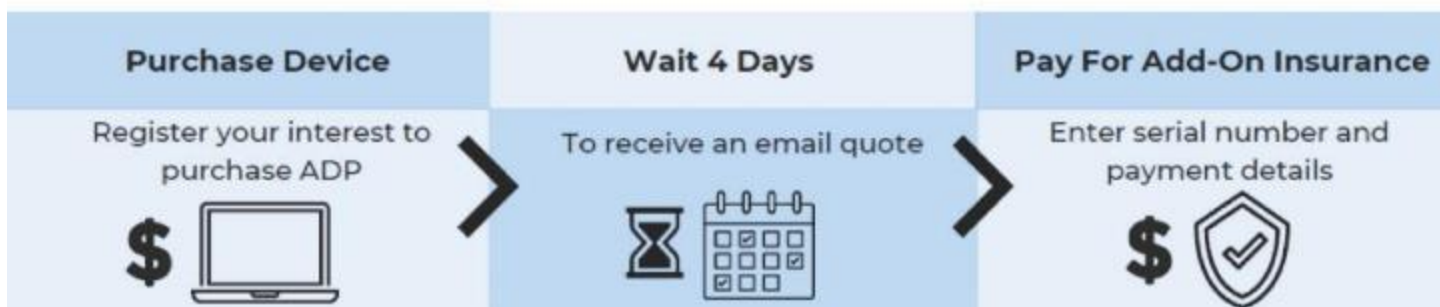 Purchase Device
Register your interest to
purchase ADP
$
Wait 4 Days
To receive an email quote
Pay For Add-On Insurance
Enter serial number and
payment details
$